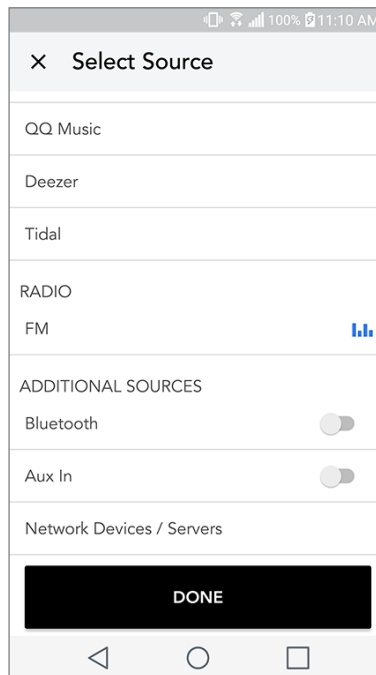 100% 11:10 AM
× Select Source
QQ Music
Deezer
Tidal
RADIO
FM
ADDITIONAL SOURCES
Bluetooth
Aux In
Network Devices / Servers
DONE